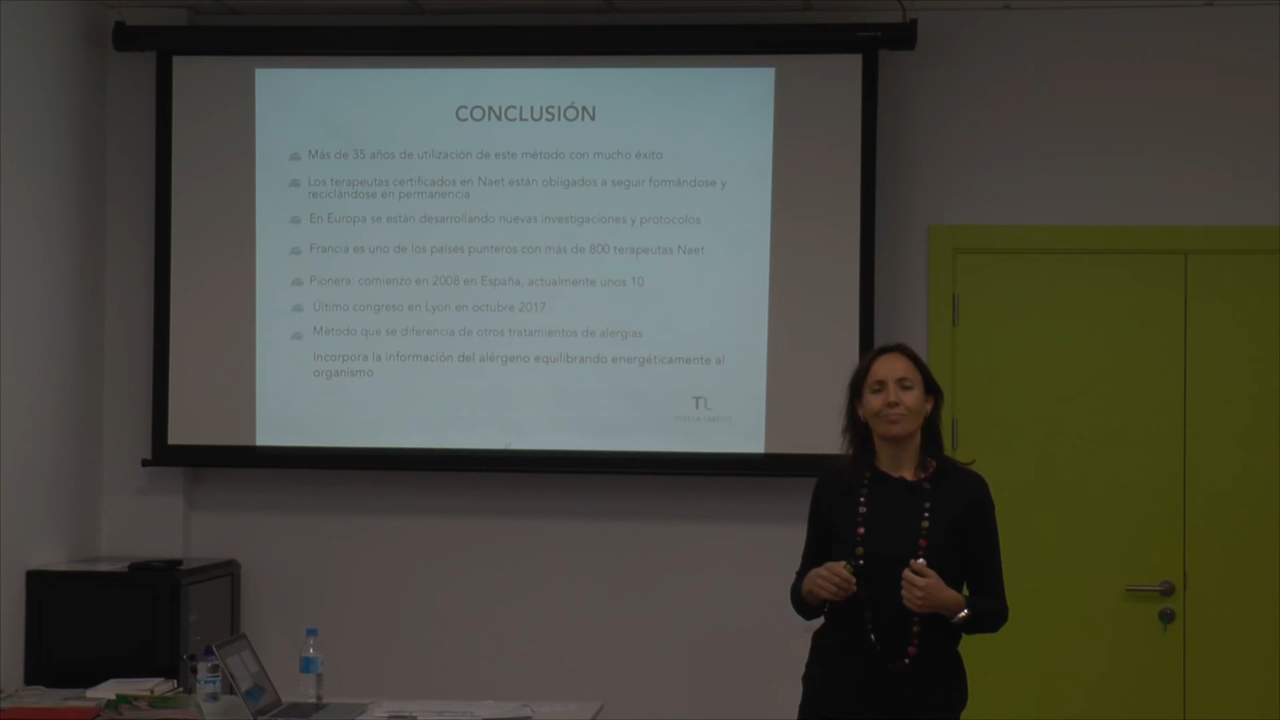 CONCLUSIÓN
Más de 35 años de utilización de este método con mucho éxito
Los terapeutas certificados en Naet están obligados a seguir formándose y
reciclándose en permanencia
En Europa se están desarrollando nuevas investigaciones y protocolos
Francia es uno de los países punteros con más de 800 terapeutas Naet
Pionera: comienzo en 2008 en España, actualmente unos 10
Último congreso en Lyon en octubre 2017
Método que se diferencia de otros tratamientos de alergias
Incorpora la información del alérgeno equilibrando energéticamente al
organismo
TL